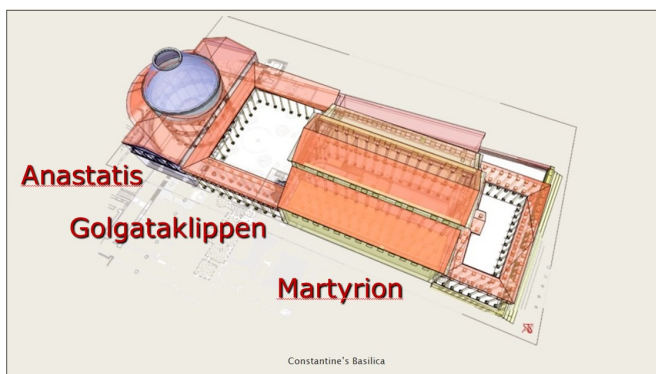 Anastatis
Golgataklippen
Martyrion
Constantine's Basilica